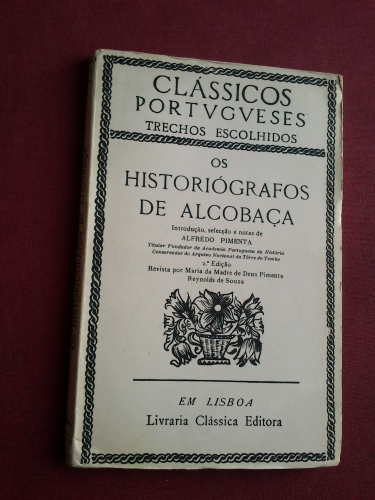 CLÁSSICOS
PORTVGVESES
TRECHOS ESCOLHIDOS
OS
HISTORIÓGRAFOS
DE ALCOBAÇA
Introdução, selecção e notas de
ALFREDO PIMENTA
Titular Fundador da Academia Portuguesa da História
Conservador do Arquivo Nacional da Tôrre do Tombo
2.ª Edição
Revista por Maria da Madre de Deus Pimenta
Reynolds de Souza
EM LISBOA
Livraria Clássica Editora